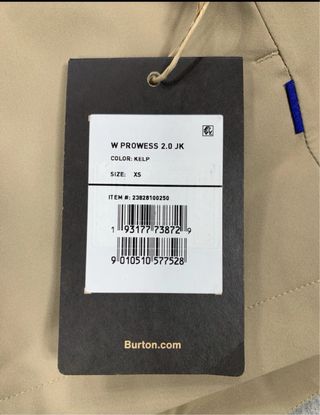 W PROWESS 2.0 JK
COLOR: KELP
SIZE: XS
ITEM #: 23828100250
1 93177 73872 9
9 010510 577528
Burton.com